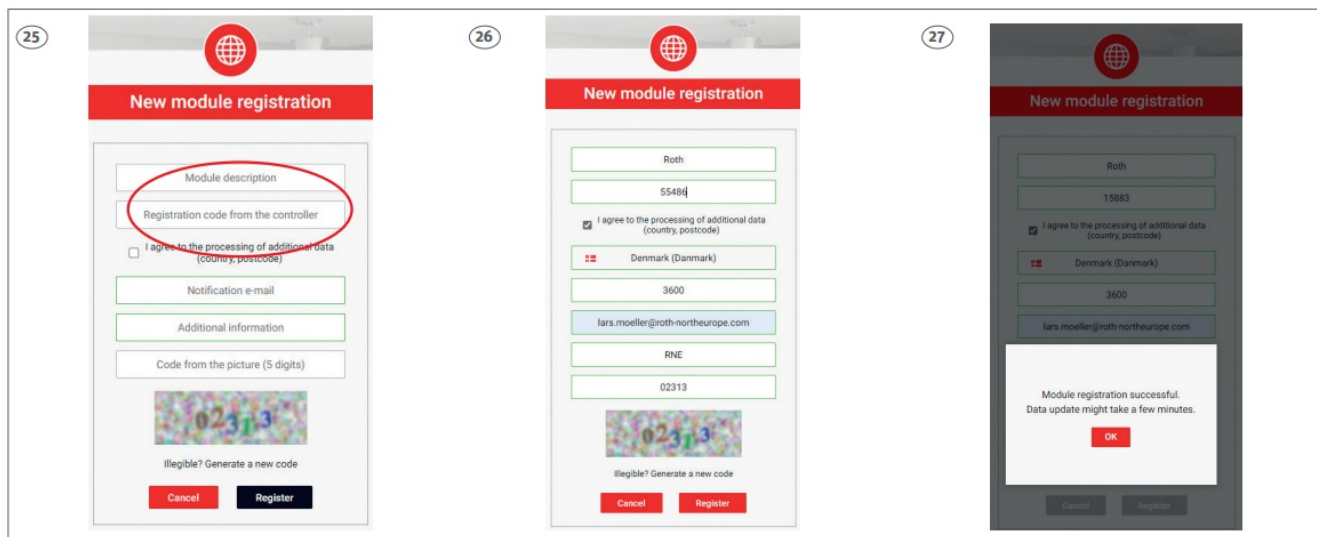 25
New module registration
Module description
Registration code from the controller
I agree to the processing of additional data
(country, postcode)
Notification e-mail
Additional information
Code from the picture (5 digits)
02313
Illegible? Generate a new code
Cancel
Register
26
New module registration
Roth
55486
I agree to the processing of additional data
(country, postcode)
Denmark (Danmark)
3600
lars.moeller@roth-northeurope.com
RNE
02313
02313
Illegible? Generate a new code
Cancel
Register
27
New module registration
Roth
15883
I agree to the processing of additional data
(country, postcode)
Denmark (Danmark)
3600
lars.moeller@roth-northeurope.com
Module registration successful.
Data update might take a few minutes.
OK
Cancel
Register